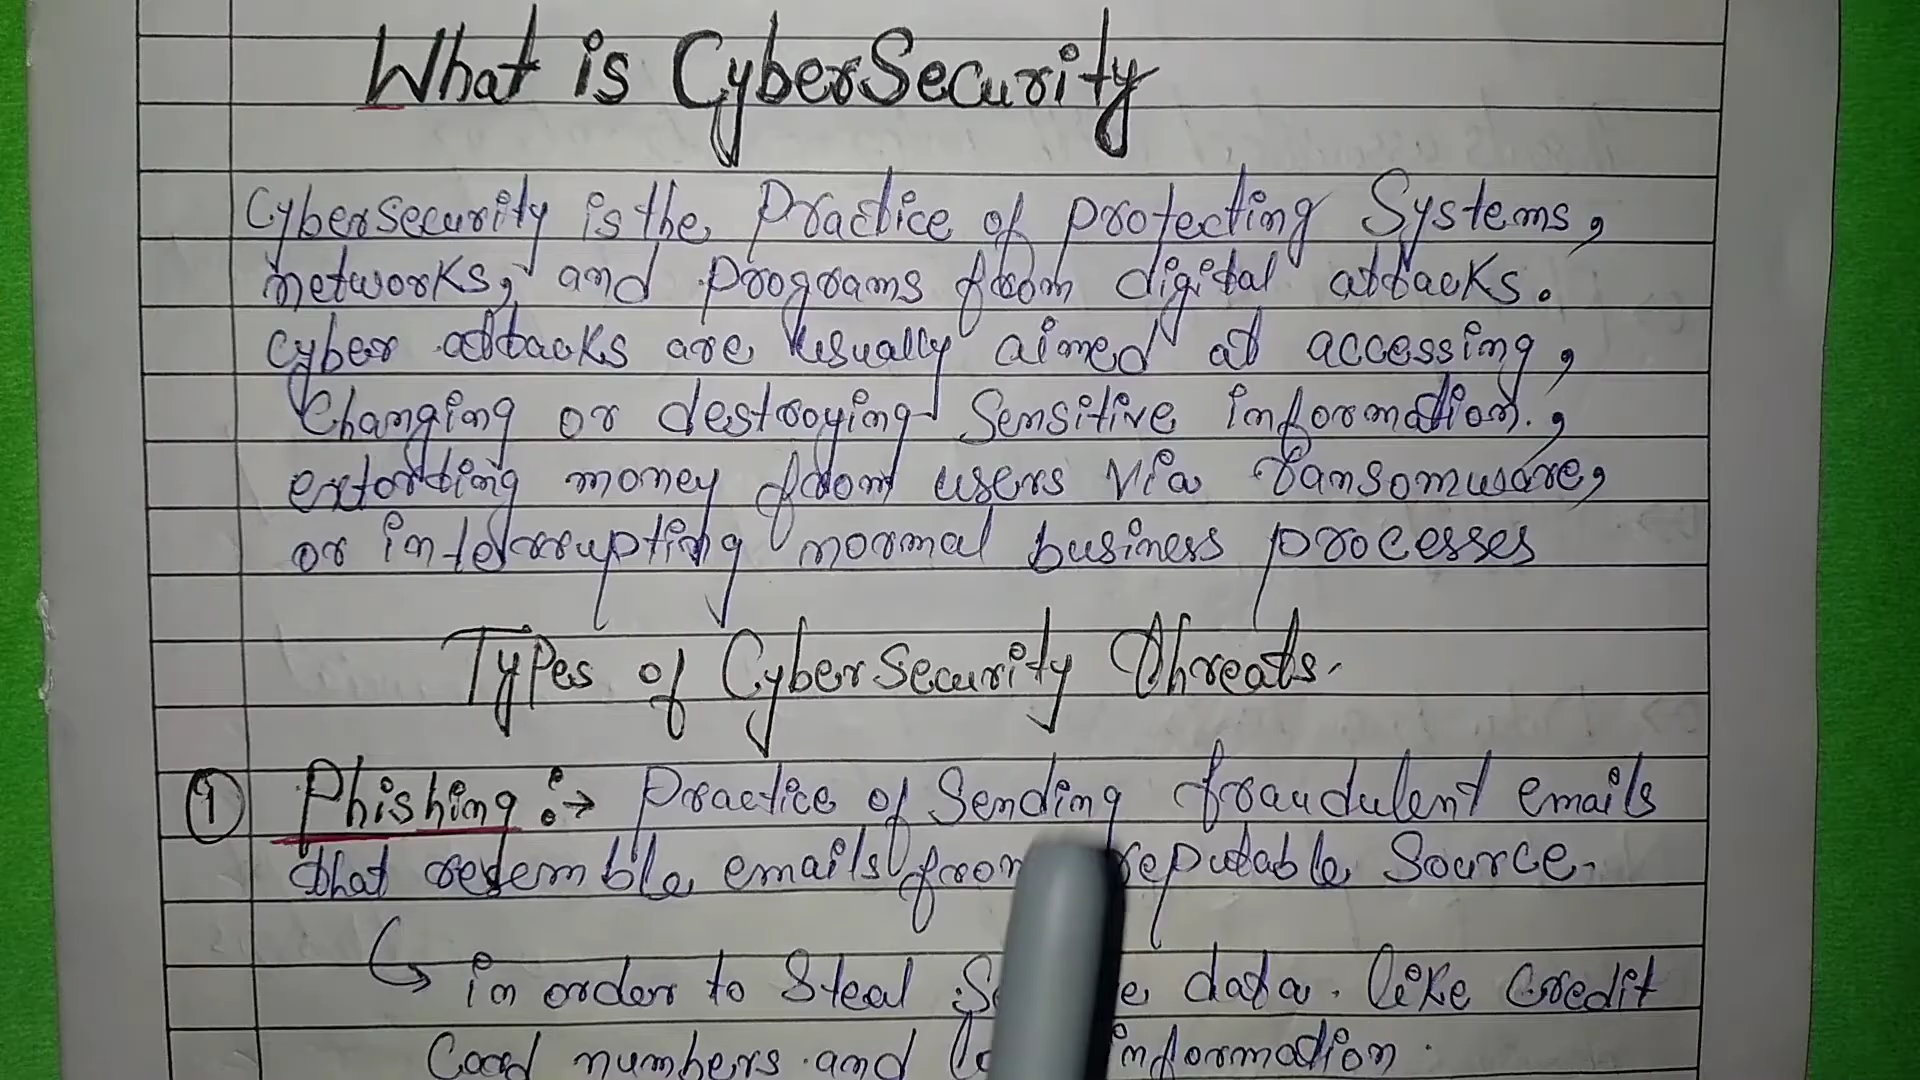 What is CyberSecurity
CyberSecurity is the Practice of protecting Systems,
networks, and programs from digital attacks.
Cyber attacks are usually aimed at accessing,
Changing or destroying Sensitive information.,
extorting money from users via ransomware,
or interrupting normal business processes
Types of CyberSecurity Threats.
1 Phishing :→ Practice of Sending fraudulent emails
that resemble emails from reputable Source.
↳ in order to Steal data. like Credit
Card numbers and information.